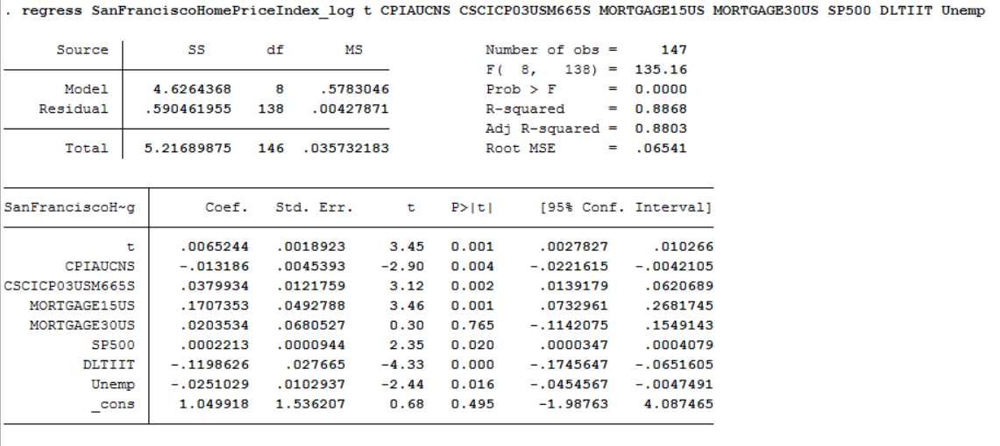 . regress SanFranciscoHomePriceIndex_log t CPIAUCNS CSCICP03USM665S MORTGAGE15US MORTGAGE30US SP500 DLTIIT Unemp
Source SS df MS Number of obs = 147
F( 8, 138) = 135.16
Model 4.6264368 8 .5783046 Prob > F = 0.0000
Residual .590461955 138 .00427871 R-squared = 0.8868
Adj R-squared = 0.8803
Total 5.21689875 146 .035732183 Root MSE = .06541
SanFranciscoH~g Coef. Std. Err. t P>|t| [95% Conf. Interval]
t .0065244 .0018923 3.45 0.001 .0027827 .010266
CPIAUCNS -.013186 .0045393 -2.90 0.004 -.0221615 -.0042105
CSCICP03USM665S .0379934 .0121759 3.12 0.002 .0139179 .0620689
MORTGAGE15US .1707353 .0492788 3.46 0.001 .0732961 .2681745
MORTGAGE30US .0203534 .0680527 0.30 0.765 -.1142075 .1549143
SP500 .0002213 .0000944 2.35 0.020 .0000347 .0004079
DLTIIT -.1198626 .027665 -4.33 0.000 -.1745647 -.0651605
Unemp -.0251029 .0102937 -2.44 0.016 -.0454567 -.0047491
_cons 1.049918 1.536207 0.68 0.495 -1.98763 4.087465